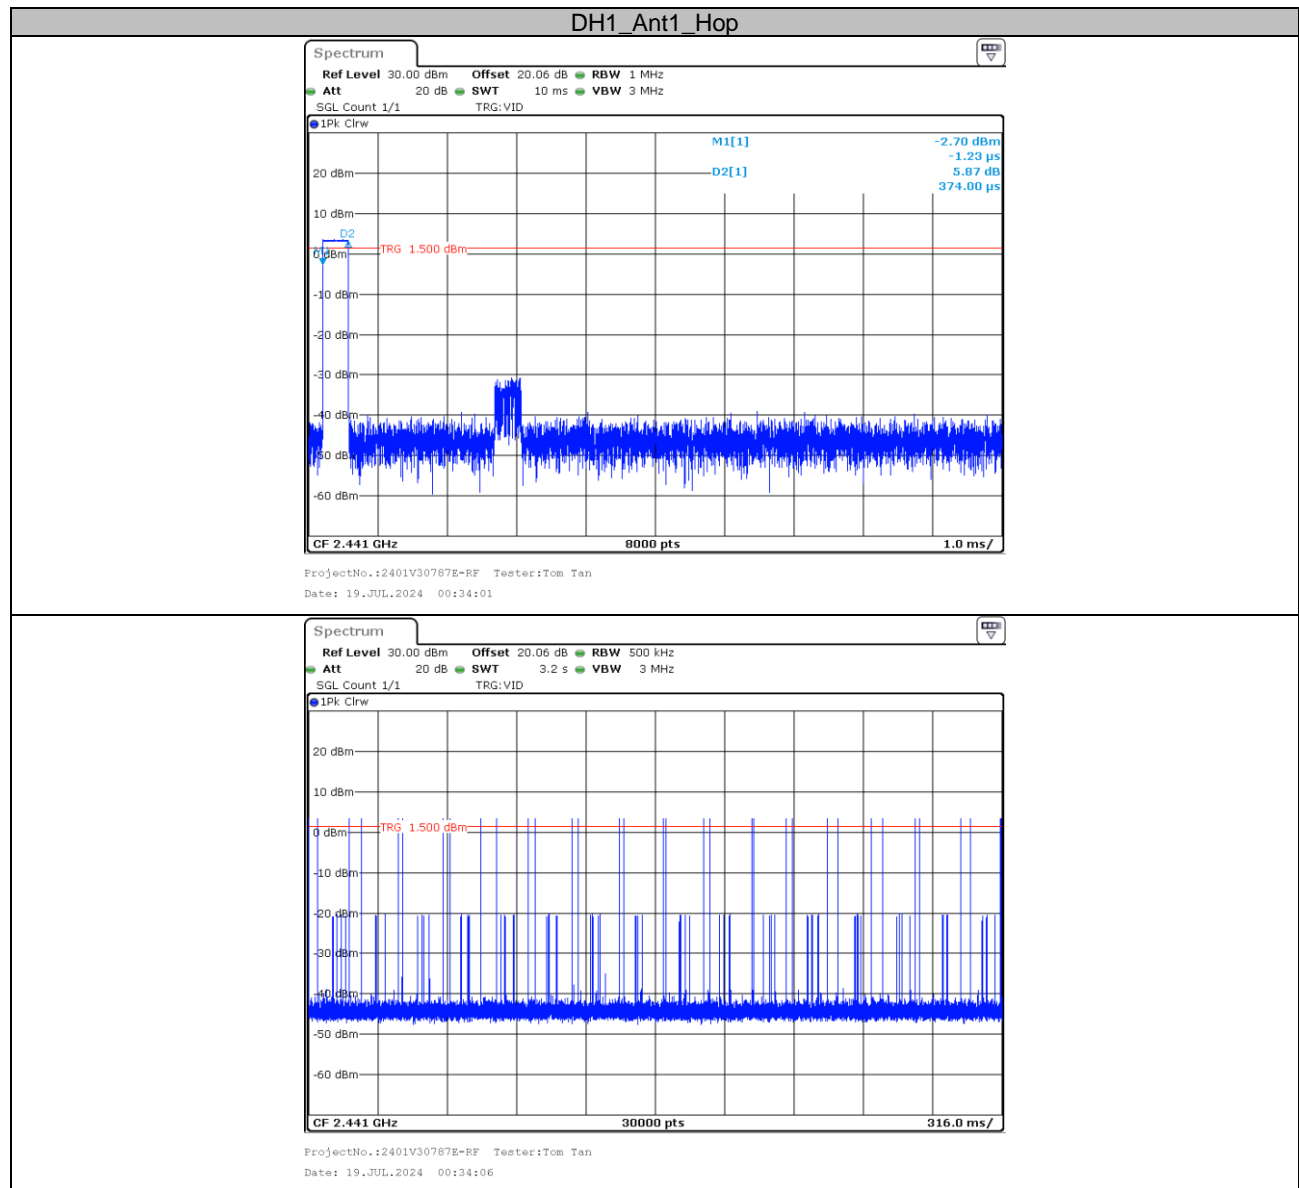 DH1_Ant1_Hop
Spectrum
Ref Level 30.00 dBm Offset 20.06 dB RBW 1 MHz
Att 20 dB SWT 10 ms VBW 3 MHz
SGL Count 1/1 TRG:VID
1Pk Clrw
M1[1] -2.70 dBm
-1.23 µs
D2[1] 5.87 dB
374.00 µs
20 dBm
10 dBm
D2
TRG 1.500 dBm
0 dBm
-10 dBm
-20 dBm
-30 dBm
-40 dBm
-50 dBm
-60 dBm
CF 2.441 GHz 8000 pts 1.0 ms/
ProjectNo.:2401V30787E-RF Tester:Tom Tan
Date: 19.JUL.2024 00:34:01
Spectrum
Ref Level 30.00 dBm Offset 20.06 dB RBW 500 kHz
Att 20 dB SWT 3.2 s VBW 3 MHz
SGL Count 1/1 TRG:VID
1Pk Clrw
20 dBm
10 dBm
TRG 1.500 dBm
0 dBm
-10 dBm
-20 dBm
-30 dBm
-40 dBm
-50 dBm
-60 dBm
CF 2.441 GHz 30000 pts 316.0 ms/
ProjectNo.:2401V30787E-RF Tester:Tom Tan
Date: 19.JUL.2024 00:34:06